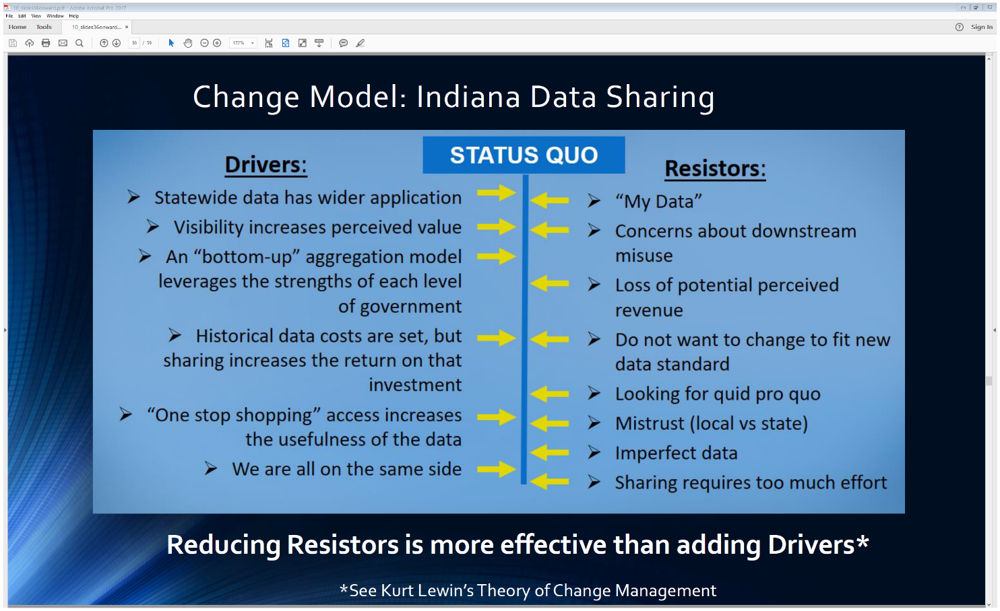 10_slides36onward.pdf - Adobe Acrobat Pro 2017
File Edit View Window Help
Home Tools 10_slides36onward.... × Sign In
36 / 59 172%
Change Model: Indiana Data Sharing
STATUS QUO
Drivers:
Statewide data has wider application
Visibility increases perceived value
An “bottom-up” aggregation model
leverages the strengths of each level
of government
Historical data costs are set, but
sharing increases the return on that
investment
“One stop shopping” access increases
the usefulness of the data
We are all on the same side
Resistors:
“My Data”
Concerns about downstream
misuse
Loss of potential perceived
revenue
Do not want to change to fit new
data standard
Looking for quid pro quo
Mistrust (local vs state)
Imperfect data
Sharing requires too much effort
Reducing Resistors is more effective than adding Drivers*
*See Kurt Lewin’s Theory of Change Management